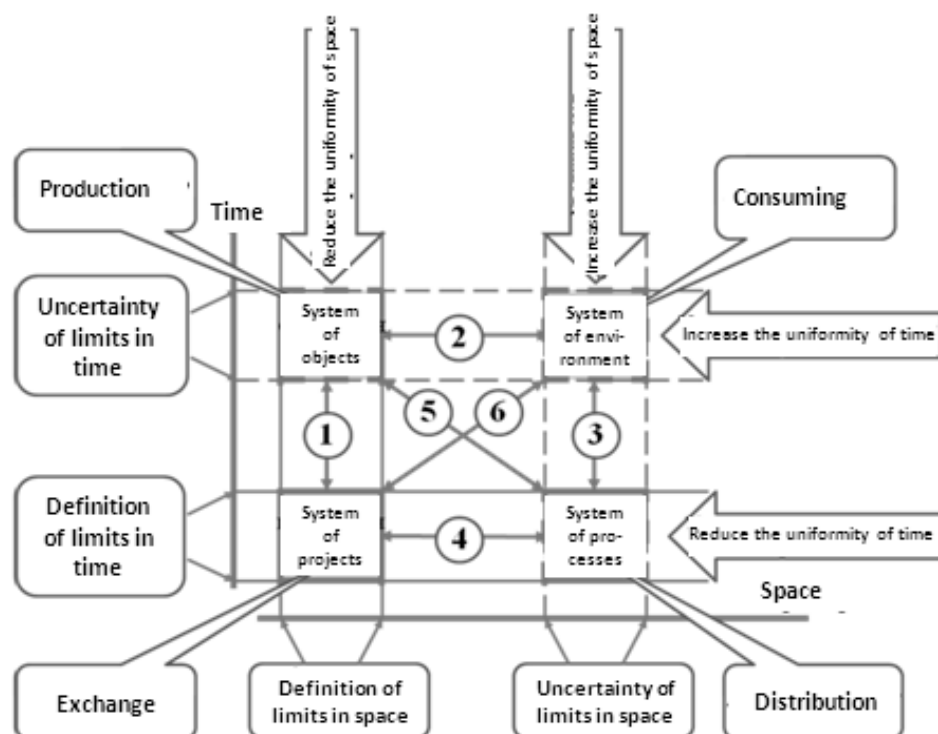 Reduce the uniformity of space
Increase the uniformity of space
Production
Time
Consuming
Uncertainty
of limits in
time
System
of
objects
2
System
of envi-
ronment
Increase the uniformity of time
1
5
6
3
Definition
of limits in
time
System
of
projects
4
System
of pro-
cesses
Reduce the uniformity of time
Space
Exchange
Definition of
limits in space
Uncertainty of
limits in space
Distribution